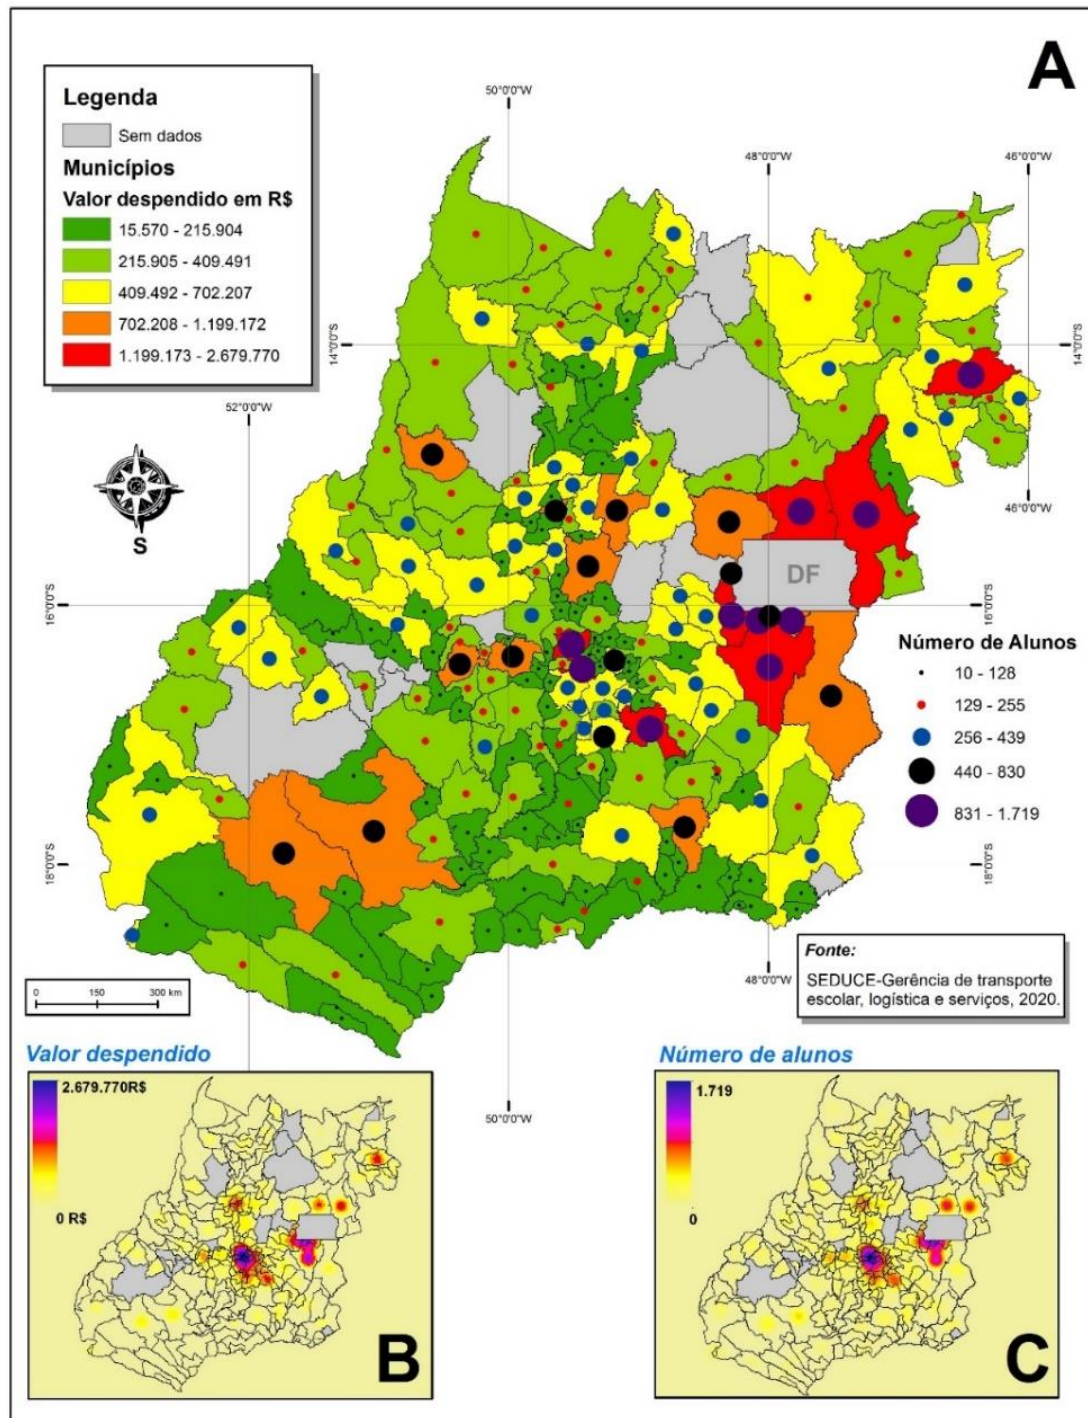 A
Legenda
Sem dados
Municípios
Valor despendido em R$
15.570 - 215.904
215.905 - 409.491
409.492 - 702.207
702.208 - 1.199.172
1.199.173 - 2.679.770
50°0'0"W
48°0'0"W
46°0'0"W
14°0'0"S
14°0'0"S
52°0'0"W
S
46°0'0"W
DF
16°0'0"S
16°0'0"S
Número de Alunos
10 - 128
129 - 255
256 - 439
440 - 830
831 - 1.719
18°0'0"S
18°0'0"S
Fonte:
SEDUCE-Gerência de transporte
escolar, logística e serviços, 2020.
48°0'0"W
0 150 300 km
52°0'0"W
50°0'0"W
Valor despendido
2.679.770R$
0 R$
B
Número de alunos
1.719
0
C